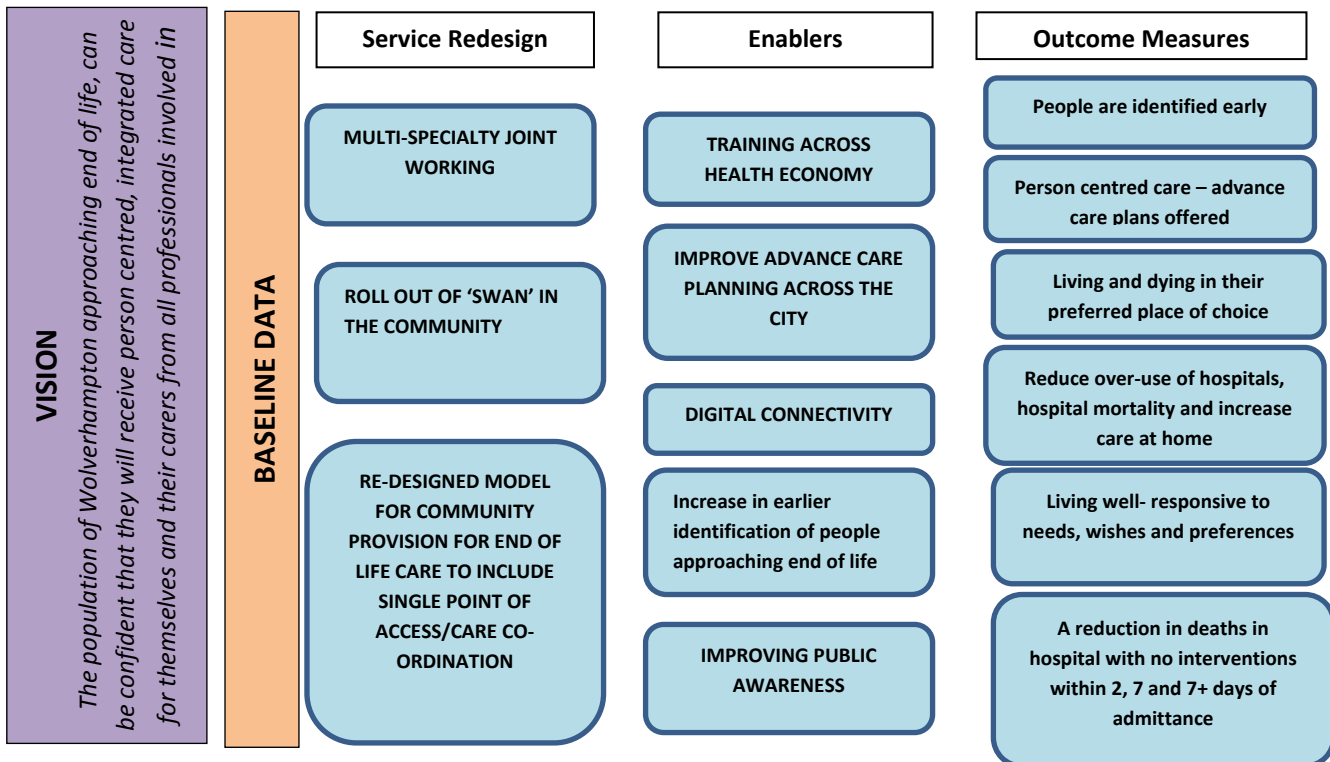 VISION
The population of Wolverhampton approaching end of life, can
be confident that they will receive person centred, integrated care
for themselves and their carers from all professionals involved in
BASELINE DATA
Service Redesign
MULTI-SPECIALTY JOINT
WORKING
ROLL OUT OF ‘SWAN’ IN
THE COMMUNITY
RE-DESIGNED MODEL
FOR COMMUNITY
PROVISION FOR END OF
LIFE CARE TO INCLUDE
SINGLE POINT OF
ACCESS/CARE CO-
ORDINATION
Enablers
TRAINING ACROSS
HEALTH ECONOMY
IMPROVE ADVANCE CARE
PLANNING ACROSS THE
CITY
DIGITAL CONNECTIVITY
Increase in earlier
identification of people
approaching end of life
IMPROVING PUBLIC
AWARENESS
Outcome Measures
People are identified early
Person centred care – advance
care plans offered
Living and dying in their
preferred place of choice
Reduce over-use of hospitals,
hospital mortality and increase
care at home
Living well- responsive to
needs, wishes and preferences
A reduction in deaths in
hospital with no interventions
within 2, 7 and 7+ days of
admittance